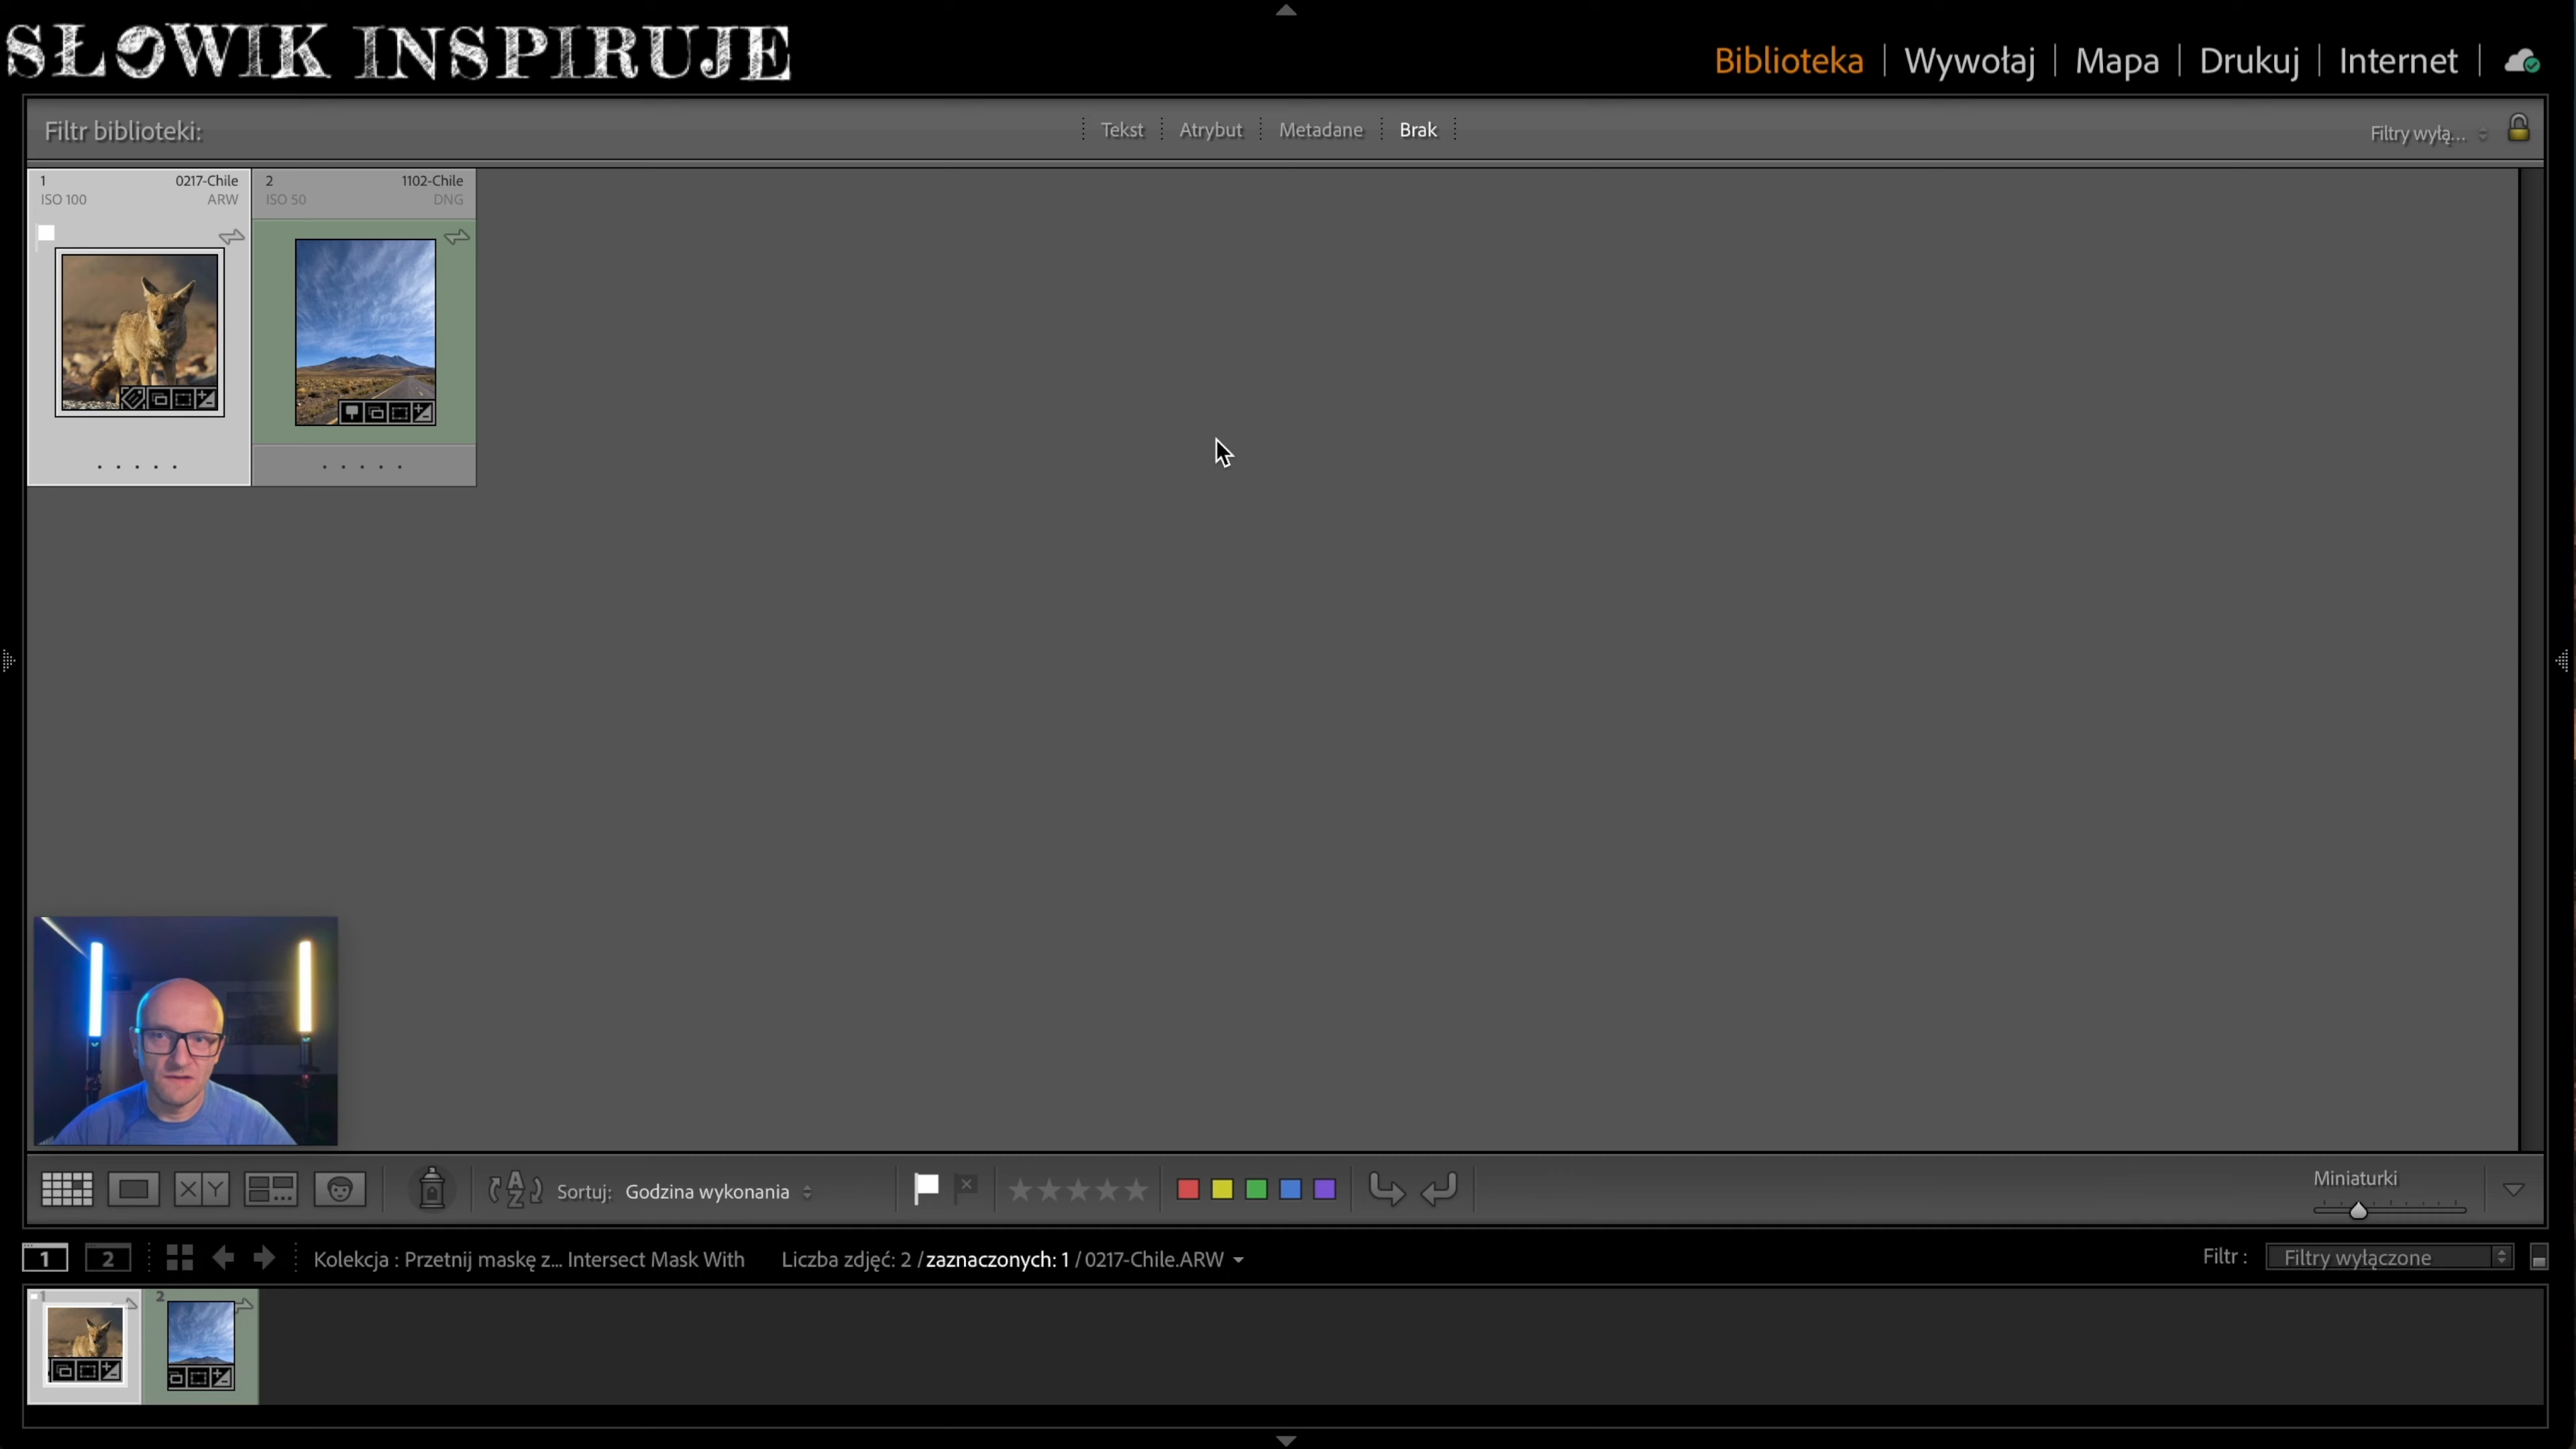 SŁOWIK INSPIRUJE
Biblioteka | Wywołaj | Mapa | Drukuj | Internet |
Filtr biblioteki:
Tekst Atrybut Metadane Brak
Filtry wyłą...
1 0217-Chile
ISO 100 ARW
2 1102-Chile
ISO 50 DNG
X Y
A
Z
Sortuj: Godzina wykonania
Miniaturki
1 2
Kolekcja : Przetnij maskę z... Intersect Mask With
Liczba zdjęć: 2 / zaznaczonych: 1 / 0217-Chile.ARW
Filtr : Filtry wyłączone
1 2